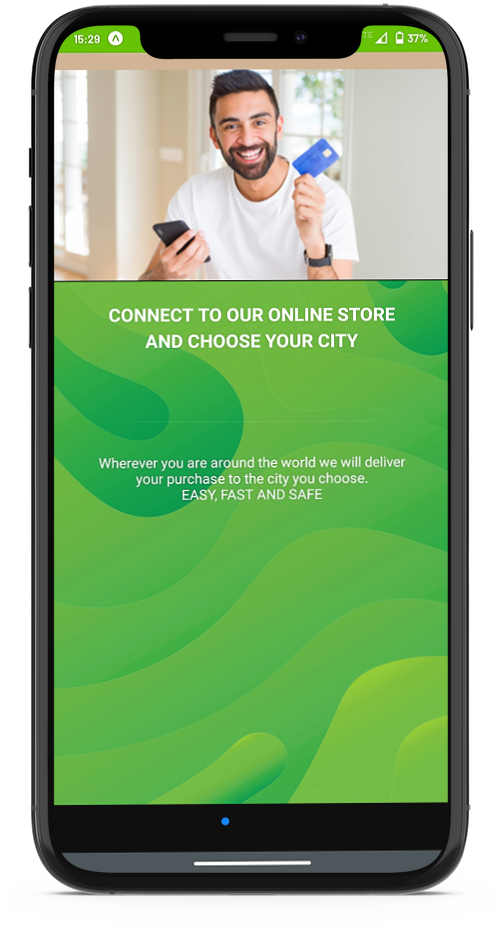 15:29
TE 37%
CONNECT TO OUR ONLINE STORE
AND CHOOSE YOUR CITY
Wherever you are around the world we will deliver
your purchase to the city you choose.
EASY, FAST AND SAFE